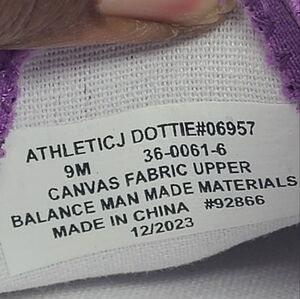 ATHLETICJ DOTTIE#06957
9M 36-0061-6
CANVAS FABRIC UPPER
BALANCE MAN MADE MATERIALS
MADE IN CHINA #92866
12/2023